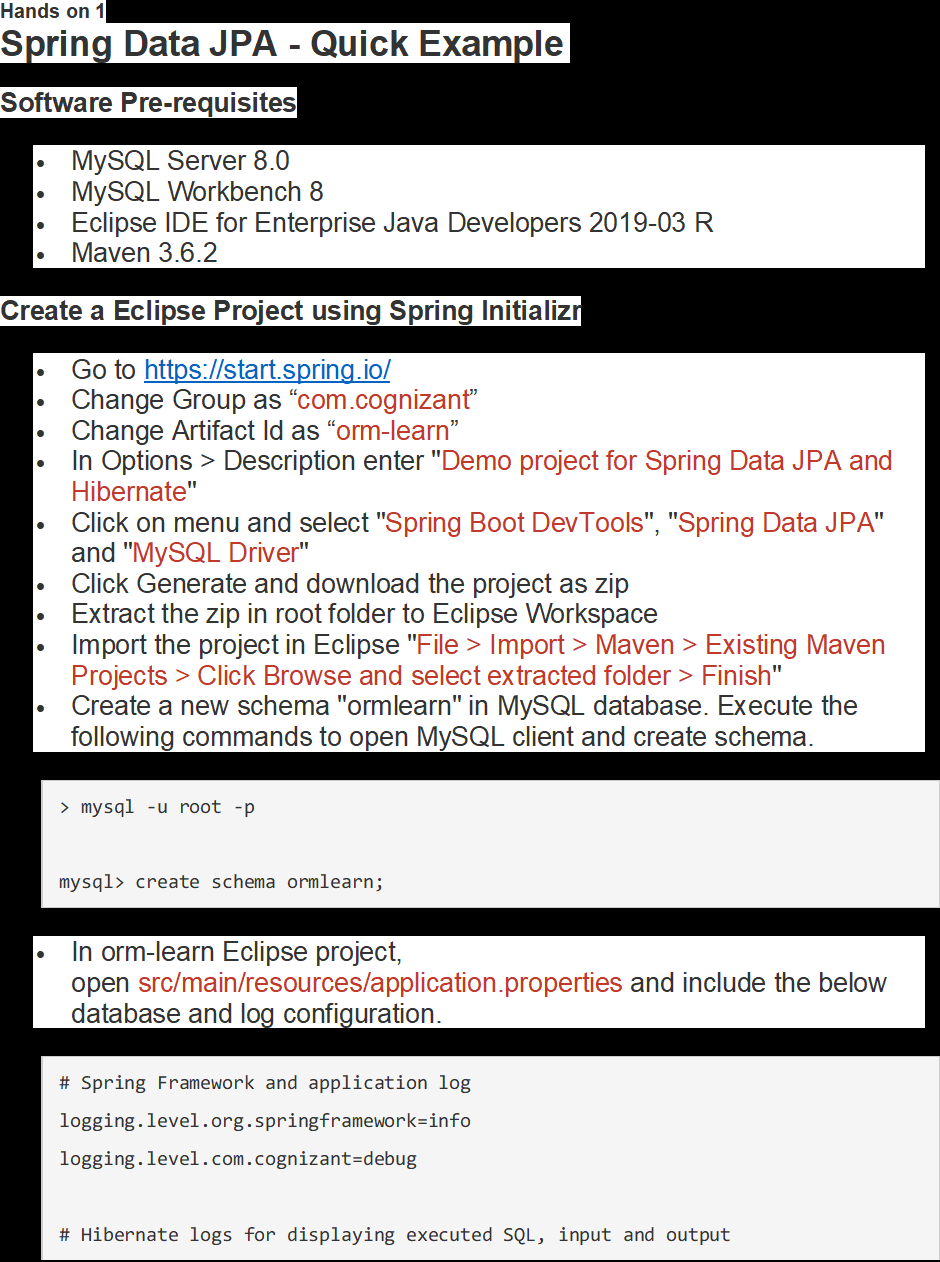 Hands on 1
Spring Data JPA - Quick Example
Software Pre-requisites
• MySQL Server 8.0
• MySQL Workbench 8
• Eclipse IDE for Enterprise Java Developers 2019-03 R
• Maven 3.6.2
Create a Eclipse Project using Spring Initializr
• Go to https://start.spring.io/
• Change Group as “com.cognizant”
• Change Artifact Id as “orm-learn”
• In Options > Description enter "Demo project for Spring Data JPA and
Hibernate"
• Click on menu and select "Spring Boot DevTools", "Spring Data JPA"
and "MySQL Driver"
• Click Generate and download the project as zip
• Extract the zip in root folder to Eclipse Workspace
• Import the project in Eclipse "File > Import > Maven > Existing Maven
Projects > Click Browse and select extracted folder > Finish"
• Create a new schema "ormlearn" in MySQL database. Execute the
following commands to open MySQL client and create schema.
> mysql -u root -p
mysql> create schema ormlearn;
• In orm-learn Eclipse project,
open src/main/resources/application.properties and include the below
database and log configuration.
# Spring Framework and application log
logging.level.org.springframework=info
logging.level.com.cognizant=debug
# Hibernate logs for displaying executed SQL, input and output